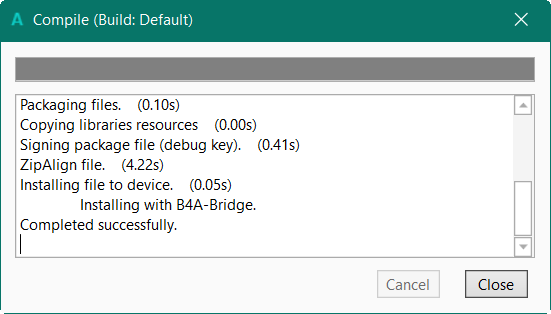 A Compile (Build: Default)
Packaging files. (0.10s)
Copying libraries resources (0.00s)
Signing package file (debug key). (0.41s)
ZipAlign file. (4.22s)
Installing file to device. (0.05s)
Installing with B4A-Bridge.
Completed successfully.
Cancel Close